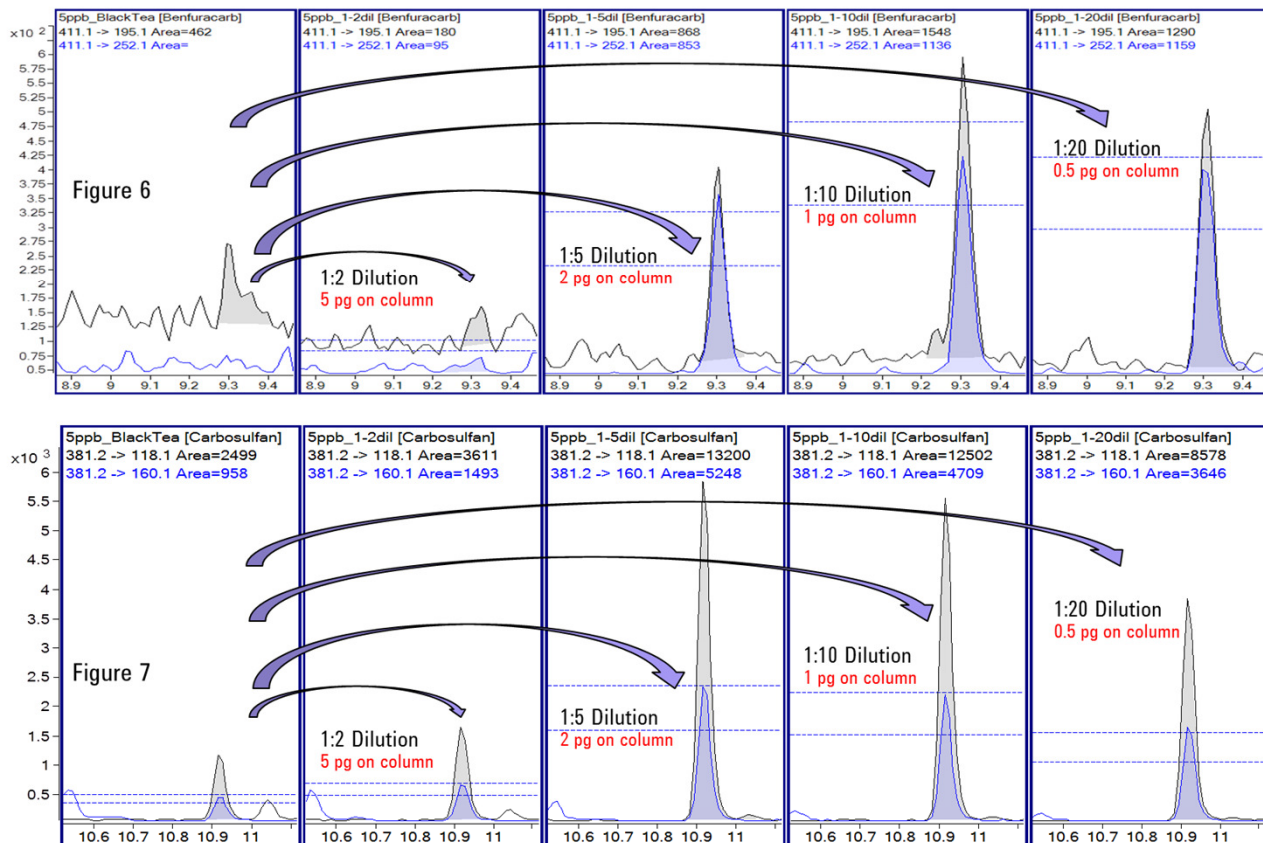 5ppb_BlackTea [Benfuracarb]
411.1 -> 195.1 Area=462
411.1 -> 252.1 Area=
5ppb_1-2dil [Benfuracarb]
411.1 -> 195.1 Area=180
411.1 -> 252.1 Area=95
5ppb_1-5dil [Benfuracarb]
411.1 -> 195.1 Area=868
411.1 -> 252.1 Area=853
5ppb_1-10dil [Benfuracarb]
411.1 -> 195.1 Area=1548
411.1 -> 252.1 Area=1136
5ppb_1-20dil [Benfuracarb]
411.1 -> 195.1 Area=1290
411.1 -> 252.1 Area=1159
x10 2
6
5.75
5.5
5.25
5
4.75
4.5
4.25
4
3.75
3.5
3.25
3
2.75
2.5
2.25
2
1.75
1.5
1.25
1
0.75
0.5
Figure 6
1:2 Dilution
5 pg on column
1:5 Dilution
2 pg on column
1:10 Dilution
1 pg on column
1:20 Dilution
0.5 pg on column
8.9 9 9.1 9.2 9.3 9.4
8.9 9 9.1 9.2 9.3 9.4
8.9 9 9.1 9.2 9.3 9.4
8.9 9 9.1 9.2 9.3 9.4
8.9 9 9.1 9.2 9.3 9.4
5ppb_BlackTea [Carbosulfan]
381.2 -> 118.1 Area=2499
381.2 -> 160.1 Area=958
5ppb_1-2dil [Carbosulfan]
381.2 -> 118.1 Area=3611
381.2 -> 160.1 Area=1493
5ppb_1-5dil [Carbosulfan]
381.2 -> 118.1 Area=13200
381.2 -> 160.1 Area=5248
5ppb_1-10dil [Carbosulfan]
381.2 -> 118.1 Area=12502
381.2 -> 160.1 Area=4709
5ppb_1-20dil [Carbosulfan]
381.2 -> 118.1 Area=8578
381.2 -> 160.1 Area=3646
x10 3
6
5.5
5
4.5
4
3.5
3
2.5
2
1.5
1
0.5
Figure 7
1:2 Dilution
5 pg on column
1:5 Dilution
2 pg on column
1:10 Dilution
1 pg on column
1:20 Dilution
0.5 pg on column
10.6 10.7 10.8 10.9 11
10.6 10.7 10.8 10.9 11
10.6 10.7 10.8 10.9 11
10.6 10.7 10.8 10.9 11
10.6 10.7 10.8 10.9 11